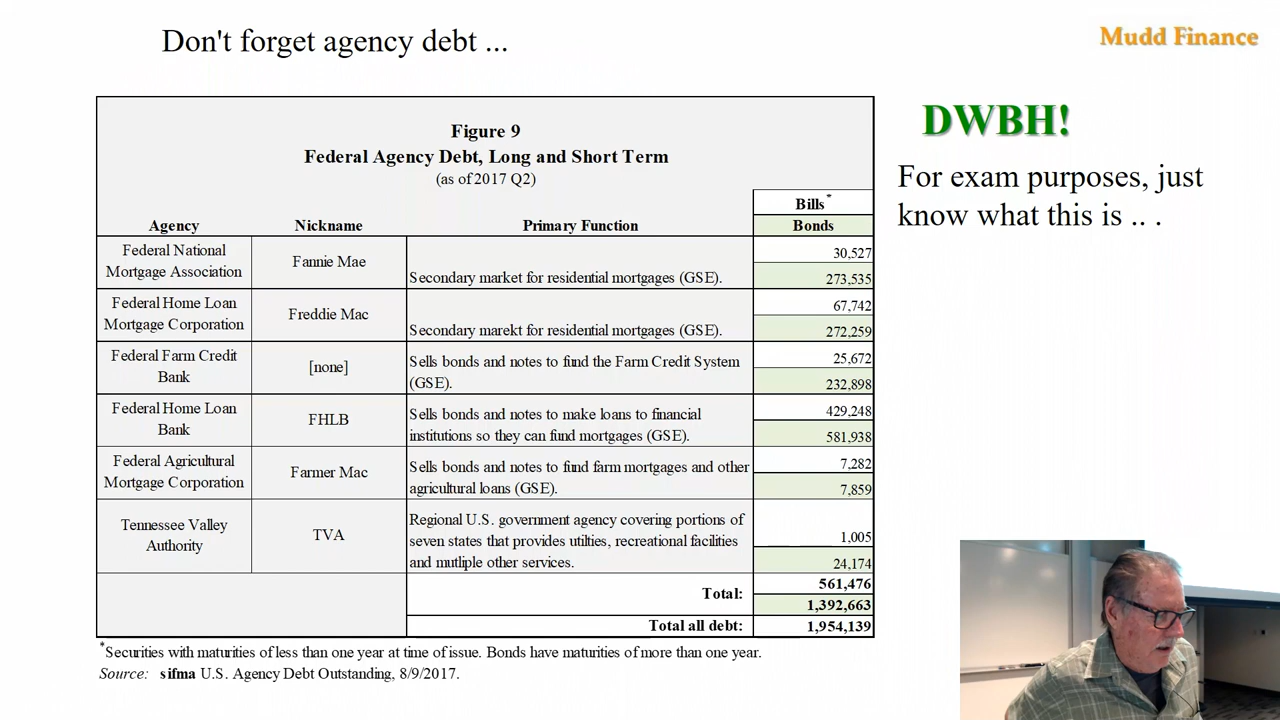 Don't forget agency debt ...
Mudd Finance
DWBH!
For exam purposes, just
know what this is .. .
Figure 9
Federal Agency Debt, Long and Short Term
(as of 2017 Q2)
Bills*
Agency Nickname Primary Function Bonds
Federal National
Mortgage Association
Fannie Mae
Secondary market for residential mortgages (GSE).
30,527
273,535
Federal Home Loan
Mortgage Corporation
Freddie Mac
Secondary marekt for residential mortgages (GSE).
67,742
272,259
Federal Farm Credit
Bank
[none]
Sells bonds and notes to fund the Farm Credit System
(GSE).
25,672
232,898
Federal Home Loan
Bank
FHLB
Sells bonds and notes to make loans to financial
institutions so they can fund mortgages (GSE).
429,248
581,938
Federal Agricultural
Mortgage Corporation
Farmer Mac
Sells bonds and notes to find farm mortgages and other
agricultural loans (GSE).
7,282
7,859
Tennessee Valley
Authority
TVA
Regional U.S. government agency covering portions of
seven states that provides utilties, recreational facilities
and mutliple other services.
1,005
24,174
Total:
561,476
1,392,663
Total all debt: 1,954,139
*Securities with maturities of less than one year at time of issue. Bonds have maturities of more than one year.
Source: sifma U.S. Agency Debt Outstanding, 8/9/2017.